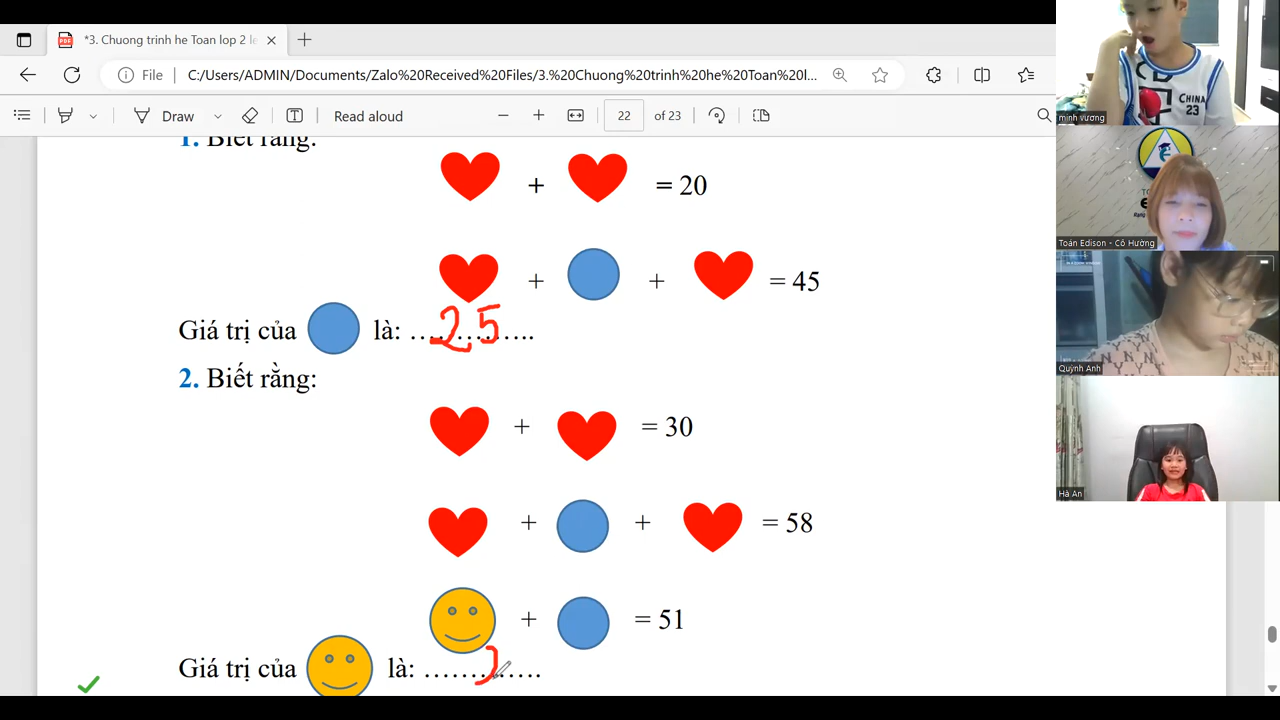 *3. Chuong trinh he Toan lop 2 le
File C:/Users/ADMIN/Documents/Zalo%20Received%20Files/3.%20Chuong%20trinh%20he%20Toan%20l...
Draw Read aloud 22 of 23
1. Biết rằng:
+ = 20
+ + = 45
Giá trị của là: ....25....
2. Biết rằng:
+ = 30
+ + = 58
+ = 51
Giá trị của là: .............
minh vương
CHINA
23
Toán Edison - Cô Hường
Quỳnh Anh
Hà An